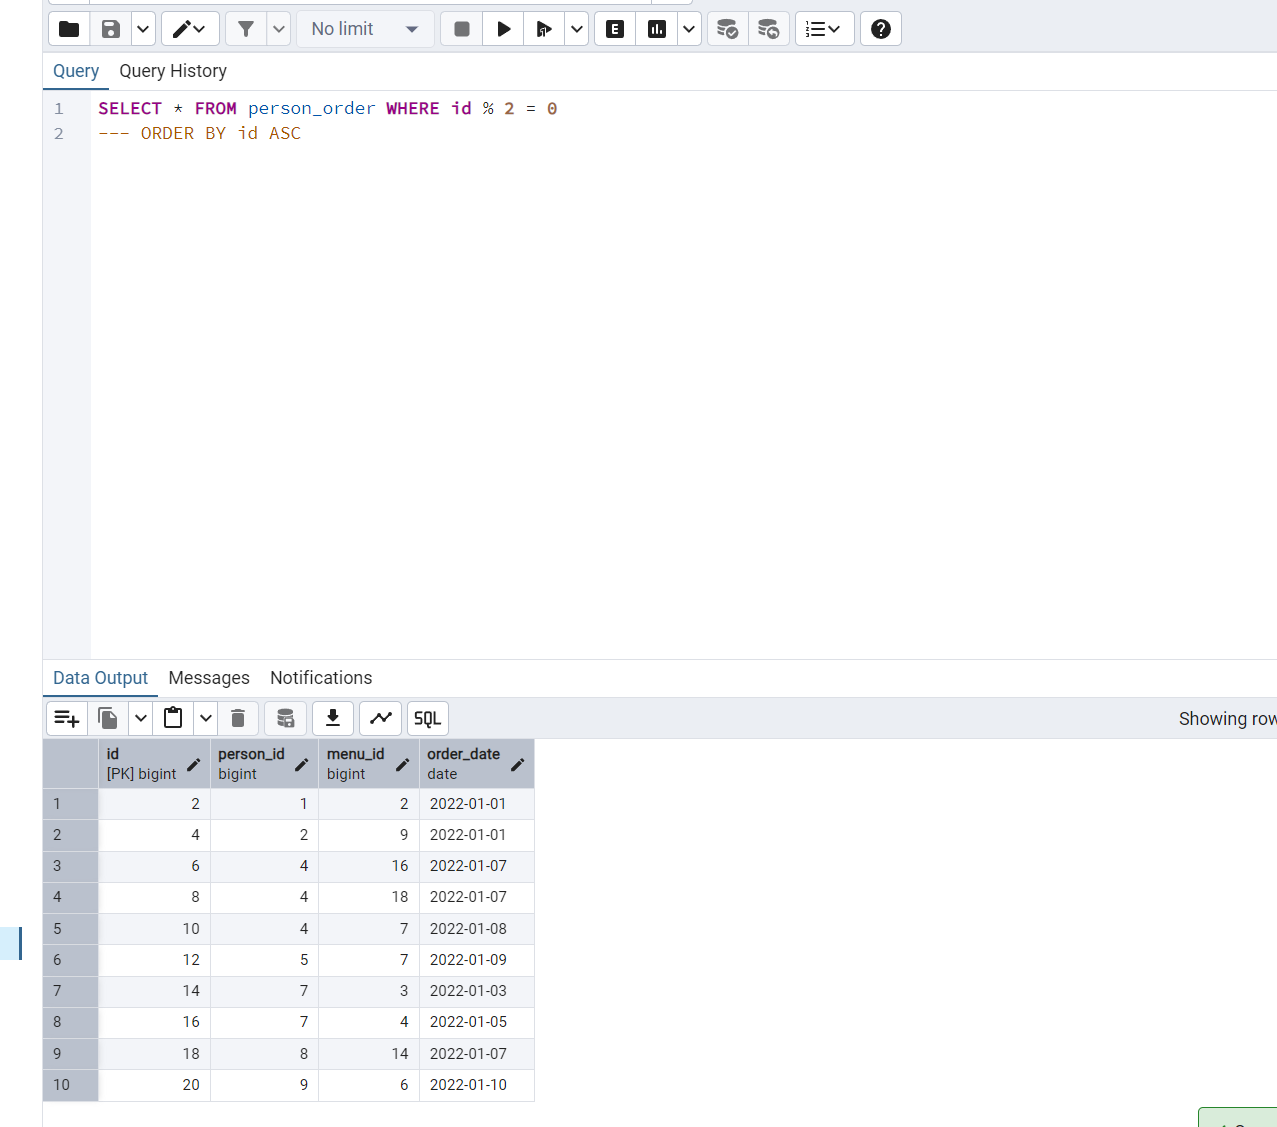 No limit
E
Query Query History
1 SELECT * FROM person_order WHERE id % 2 = 0
2 --- ORDER BY id ASC
Data Output Messages Notifications
SQL Showing row
id person_id menu_id order_date
[PK] bigint bigint bigint date
1 2 1 2 2022-01-01
2 4 2 9 2022-01-01
3 6 4 16 2022-01-07
4 8 4 18 2022-01-07
5 10 4 7 2022-01-08
6 12 5 7 2022-01-09
7 14 7 3 2022-01-03
8 16 7 4 2022-01-05
9 18 8 14 2022-01-07
10 20 9 6 2022-01-10